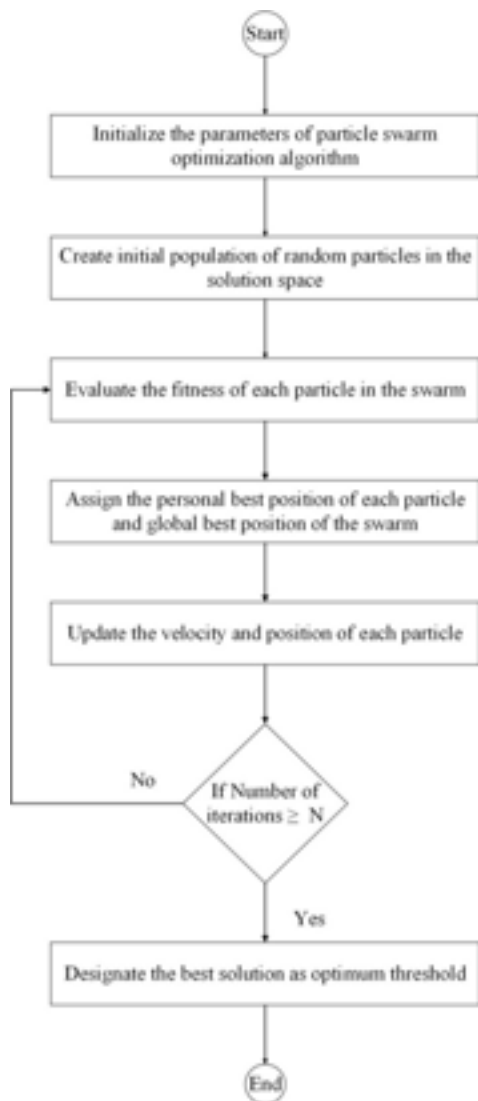 Start
Initialize the parameters of particle swarm
optimization algorithm
Create initial population of random particles in the
solution space
Evaluate the fitness of each particle in the swarm
Assign the personal best position of each particle
and global best position of the swarm
Update the velocity and position of each particle
If Number of
iterations ≥ N
No
Yes
Designate the best solution as optimum threshold
End